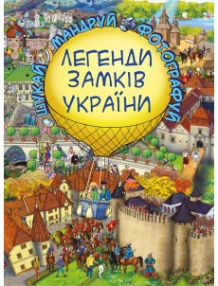 ШУКАЙ МАНДРУЙ ФОТОГРАФУЙ
ЛЕГЕНДИ
ЗАМКІВ
УКРАЇНИ